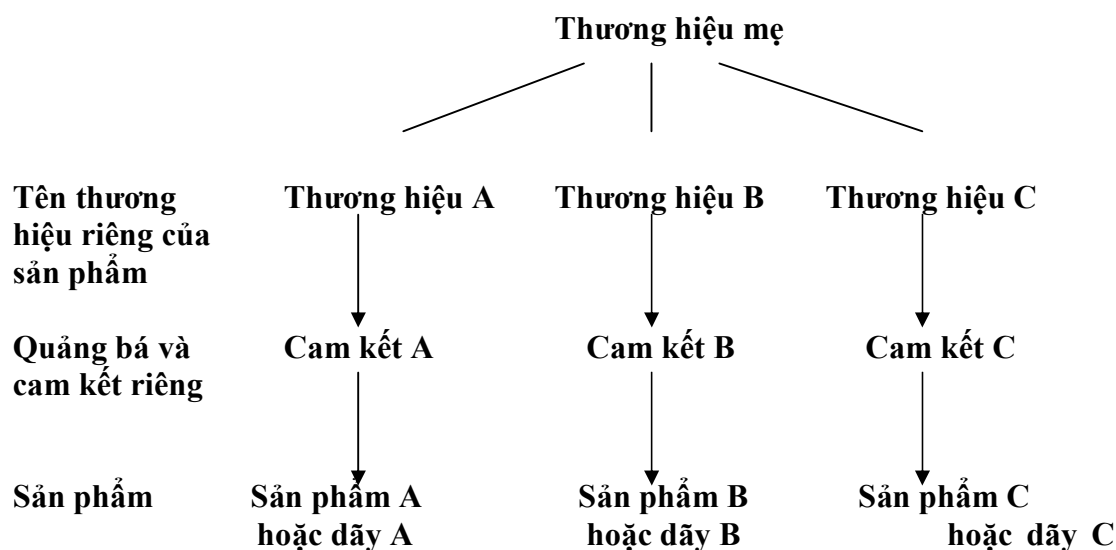 Thương hiệu mẹ
Tên thương hiệu riêng của sản phẩm
Thương hiệu A
Thương hiệu B
Thương hiệu C
Quảng bá và cam kết riêng
Cam kết A
Cam kết B
Cam kết C
Sản phẩm
Sản phẩm A
hoặc dãy A
Sản phẩm B
hoặc dãy B
Sản phẩm C
hoặc dãy C